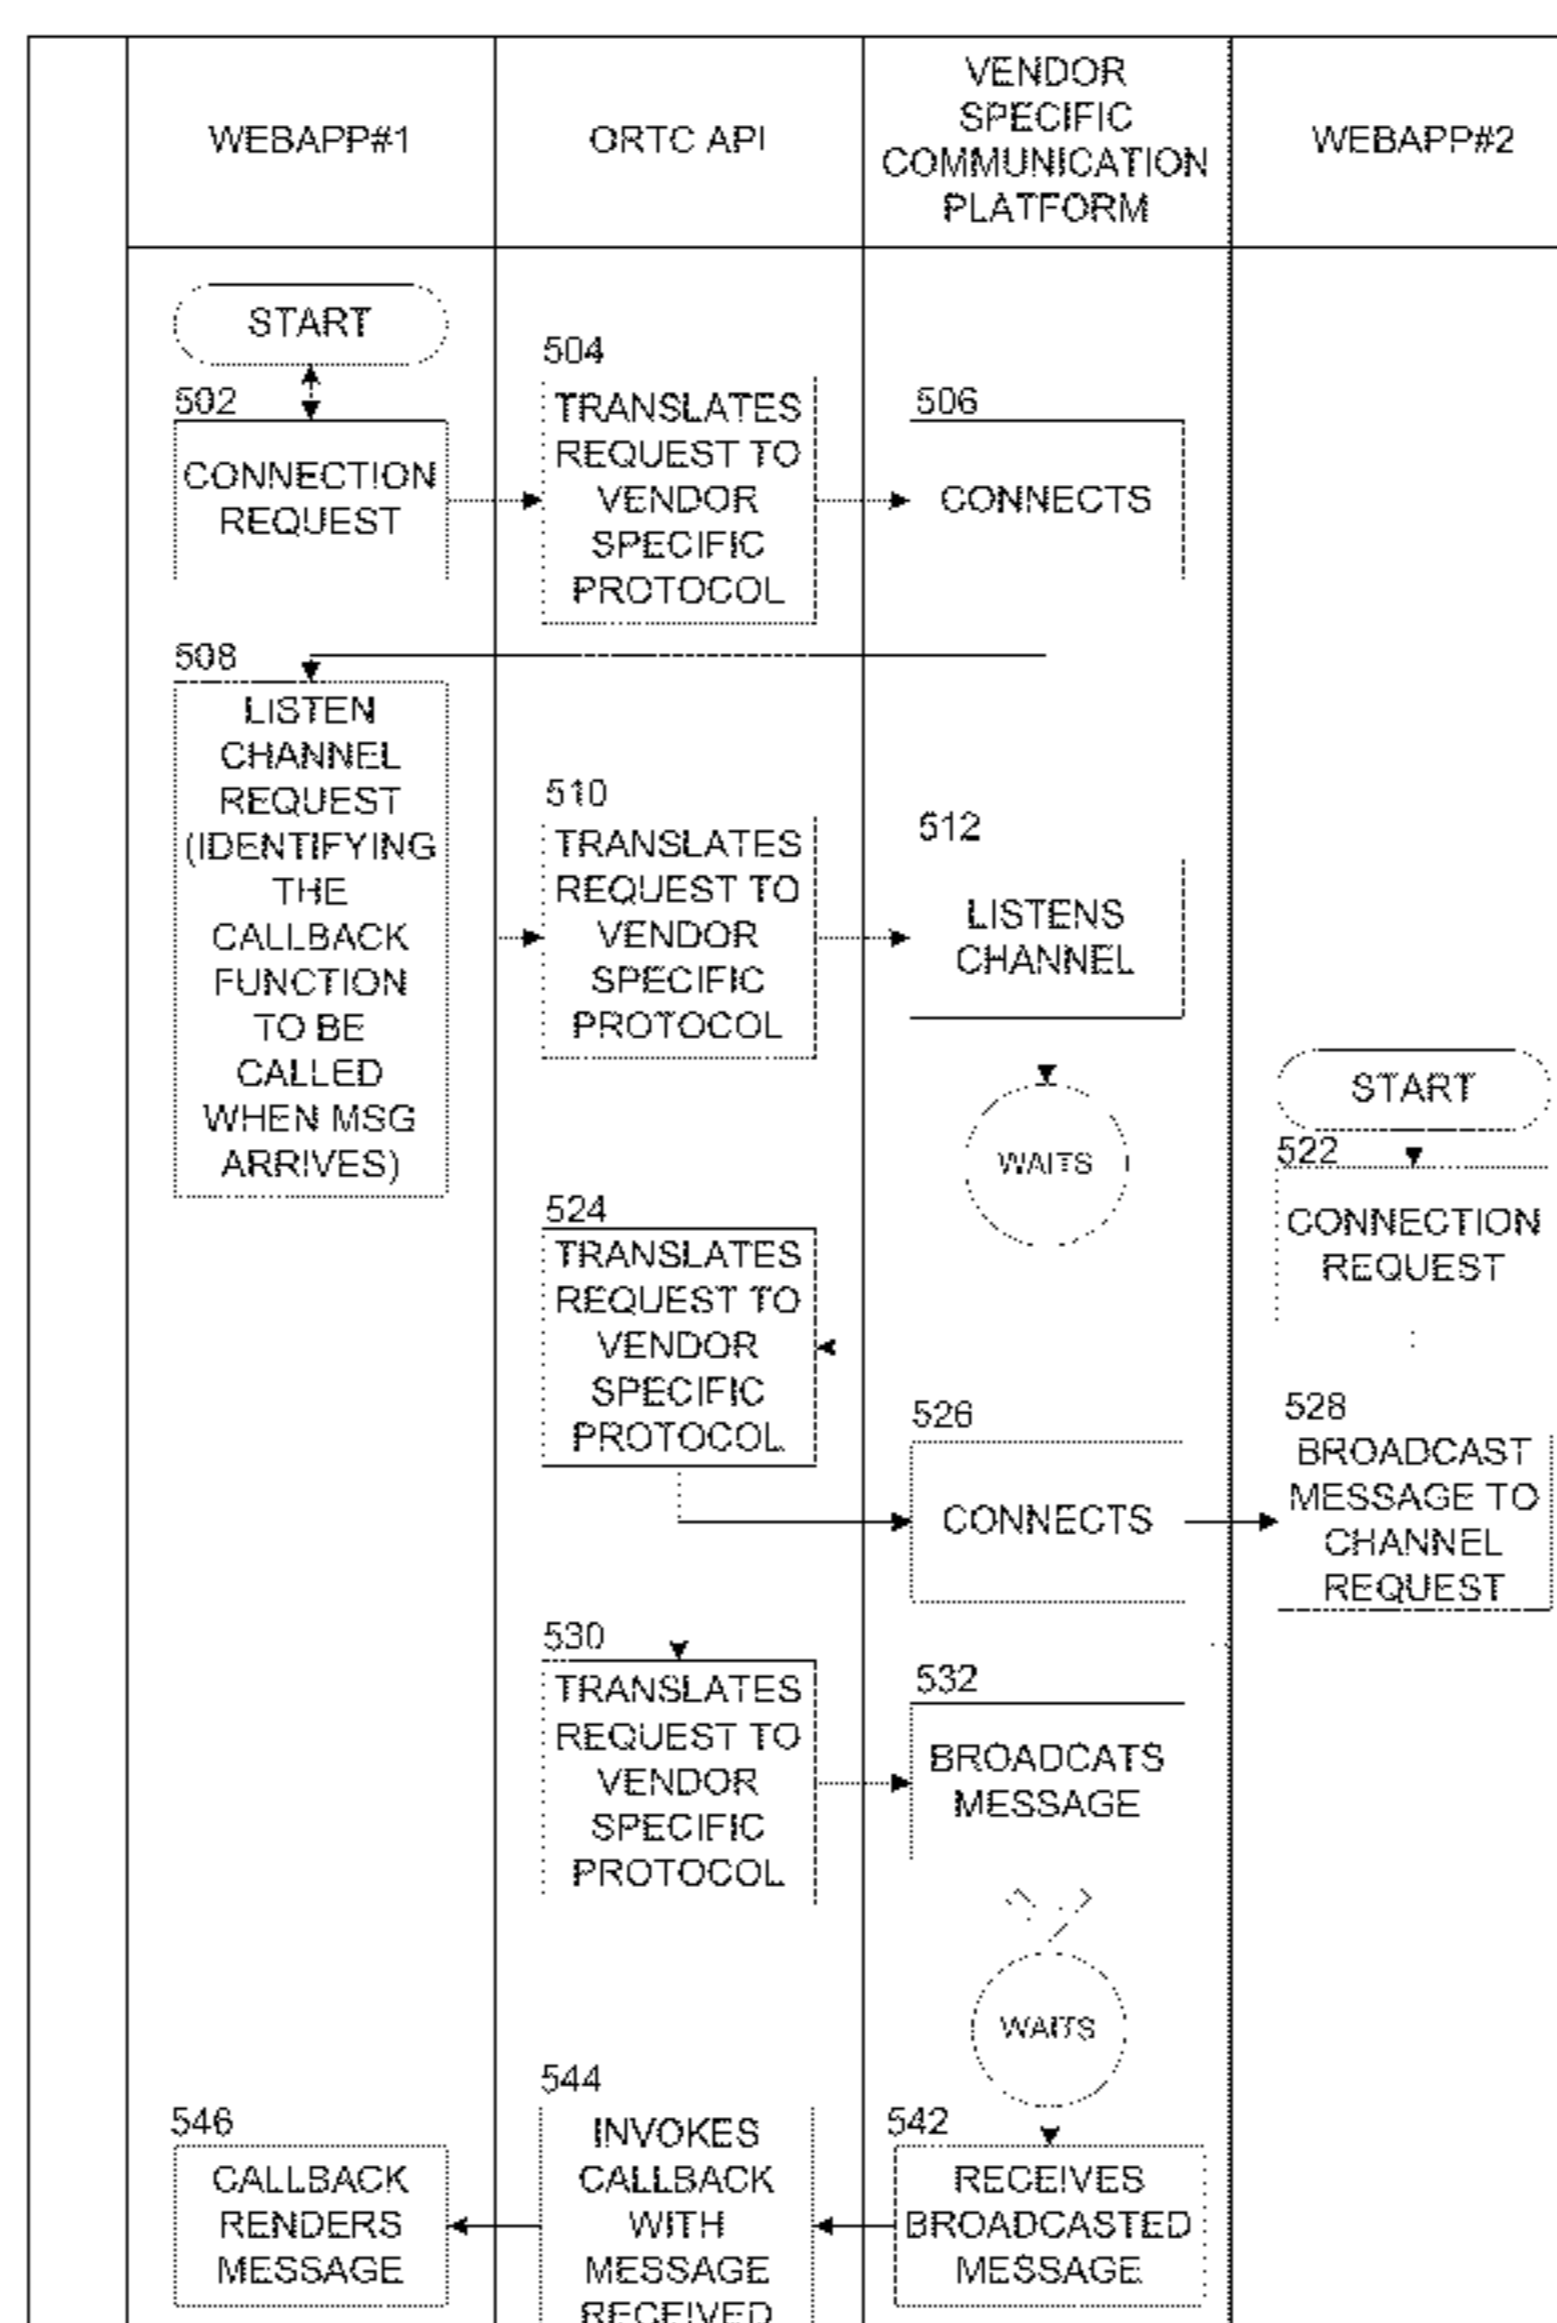 WEBAPP#1
ORTC API
VENDOR
SPECIFIC
COMMUNICATION
PLATFORM
WEBAPP#2
START
502
CONNECTION
REQUEST
504
TRANSLATES
REQUEST TO
VENDOR
SPECIFIC
PROTOCOL
506
CONNECTS
508
LISTEN
CHANNEL
REQUEST
(IDENTIFYING
THE
CALLBACK
FUNCTION
TO BE
CALLED
WHEN MSG
ARRIVES)
510
TRANSLATES
REQUEST TO
VENDOR
SPECIFIC
PROTOCOL
512
LISTENS
CHANNEL
WAITS
START
522
CONNECTION
REQUEST
524
TRANSLATES
REQUEST TO
VENDOR
SPECIFIC
PROTOCOL
526
CONNECTS
528
BROADCAST
MESSAGE TO
CHANNEL
REQUEST
530
TRANSLATES
REQUEST TO
VENDOR
SPECIFIC
PROTOCOL
532
BROADCATS
MESSAGE
WAITS
542
RECEIVES
BROADCASTED
MESSAGE
544
INVOKES
CALLBACK
WITH
MESSAGE
RECEIVED
546
CALLBACK
RENDERS
MESSAGE